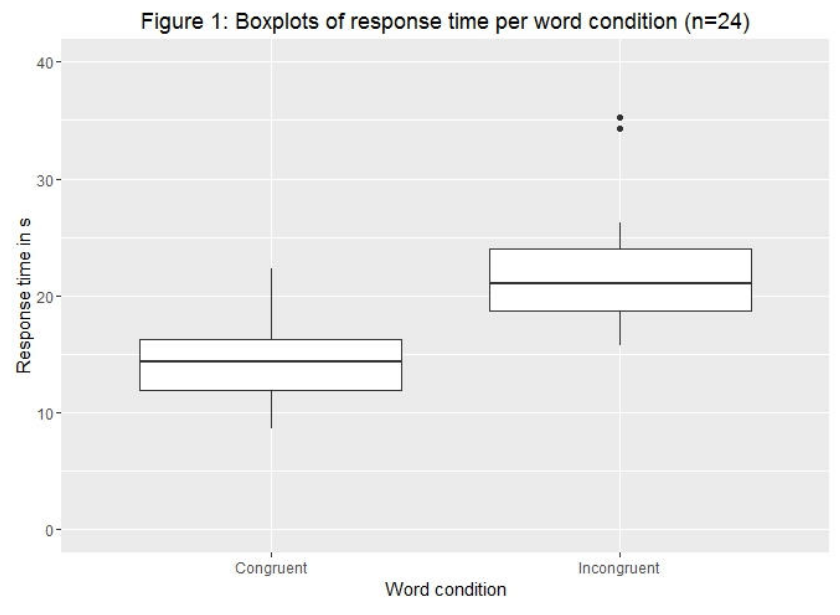 Figure 1: Boxplots of response time per word condition (n=24)
40
30
20
10
0
Response time in s
Congruent Incongruent
Word condition